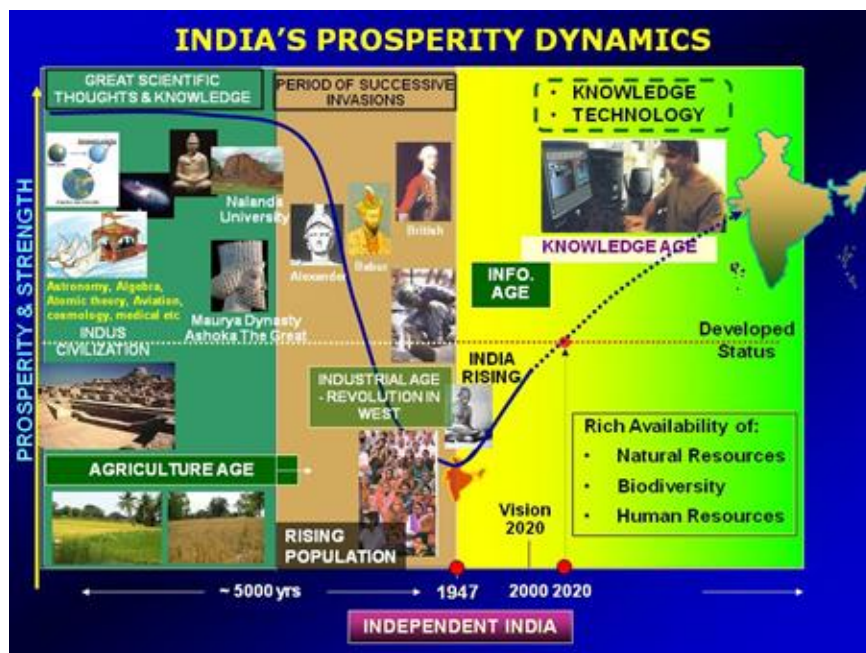 INDIA'S PROSPERITY DYNAMICS
PROSPERITY & STRENGTH
GREAT SCIENTIFIC
THOUGHTS & KNOWLEDGE
Nalanda
University
Astronomy, Algebra,
Atomic theory, Aviation,
cosmology, medical etc
INDUS
CIVILIZATION
Maurya Dynasty
Ashoka The Great
AGRICULTURE AGE
PERIOD OF SUCCESSIVE
INVASIONS
Alexander
Babur
British
INDUSTRIAL AGE
- REVOLUTION IN
WEST
RISING
POPULATION
• KNOWLEDGE
• TECHNOLOGY
KNOWLEDGE AGE
INFO.
AGE
INDIA
RISING
Developed
Status
Rich Availability of:
• Natural Resources
• Biodiversity
• Human Resources
Vision
2020
~ 5000 yrs
1947
2000
2020
INDEPENDENT INDIA